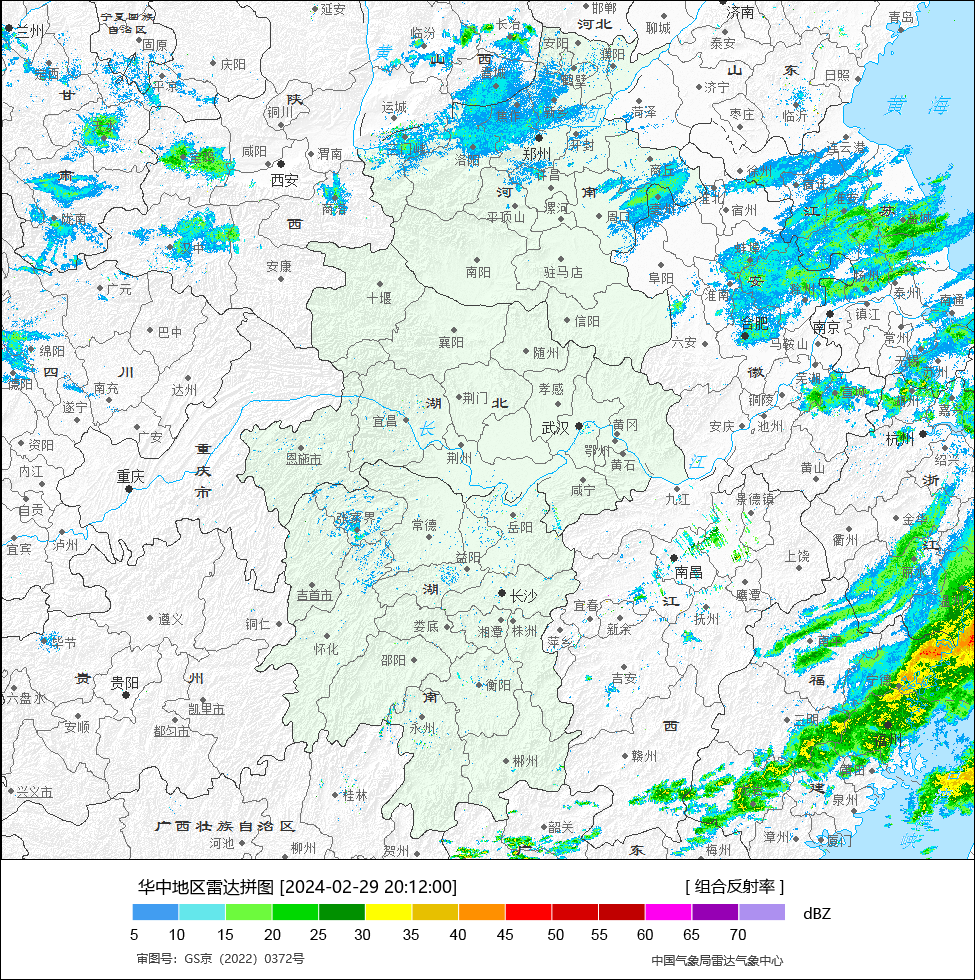 宁夏回族 延安 邯郸 济南 青岛
兰州 自治区 临汾 长治 河北 聊城
固原 黄 安阳 濮阳 泰安
庆阳 山 西 鹤壁 山 东 日照
甘 平凉 陕 济宁
铜川 运城 菏泽 枣庄 临沂 黄 海
咸阳 渭南 洛阳 郑州 开封 连云港
西安 许昌
肃 商洛 河 南 淮北
陇南 西 平顶山 漯河 周口 宿州 江 苏 盐城
安康 南阳 驻马店 阜阳 安
广元 十堰 淮南 泰州 南通
巴中 信阳 合肥 南京 镇江
绵阳 襄阳 随州 六安 马鞍山 常州
四 川 徽 芜湖
德阳 南充 达州 荆门 孝感
遂宁 湖 北 铜陵 嘉兴
广安 宜昌 长 武汉 黄冈 安庆 池州 杭州
资阳 重庆市 恩施市 荆州 鄂州 江 绍兴
内江 重庆 黄石 黄山 浙
自贡 咸宁 九江 景德镇
宜宾 泸州 张家界 常德 岳阳 衢州 金华
益阳 上饶 江
吉首市 湖 长沙 南昌 鹰潭
遵义 铜仁 娄底 湘潭 株洲 宜春 江 抚州
毕节 怀化 萍乡 新余 南平
邵阳 福
贵 贵阳 州 衡阳 吉安 宁德
六盘水 凯里市 南
安顺 都匀市 永州 西 三明 福州
郴州 赣州 莆田
兴义市 桂林 建 泉州
广西壮族自治区 韶关
河池 柳州 贺州 广 东 梅州 漳州 厦门
华中地区雷达拼图 [2024-02-29 20:12:00] [ 组合反射率 ]
dBZ
5 10 15 20 25 30 35 40 45 50 55 60 65 70
审图号：GS京（2022）0372号 中国气象局雷达气象中心